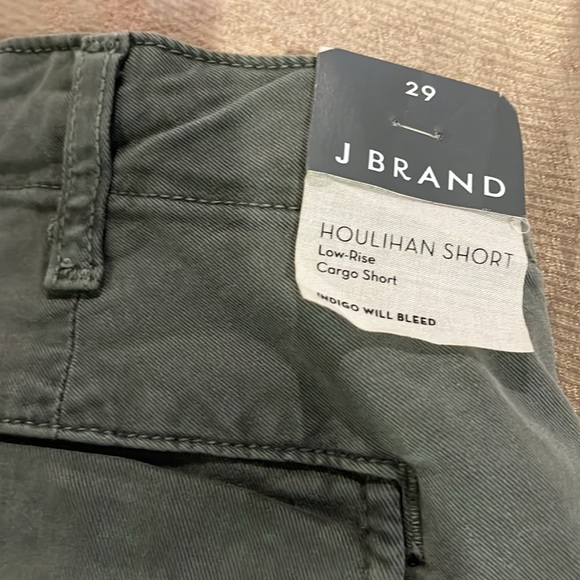 29
J BRAND
HOULIHAN SHORT
Low-Rise
Cargo Short
INDIGO WILL BLEED